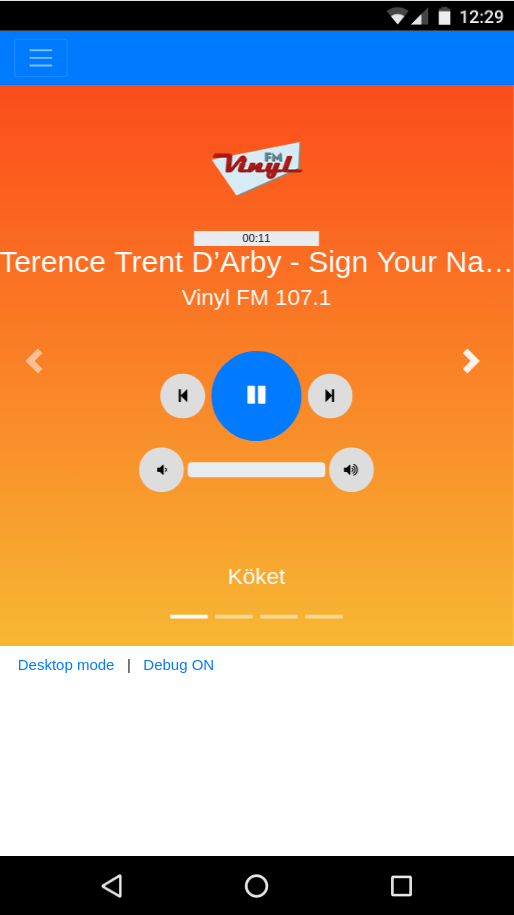 12:29
FM
Vinyl
00:11
Terence Trent D’Arby - Sign Your Na…
Vinyl FM 107.1
Köket
Desktop mode | Debug ON